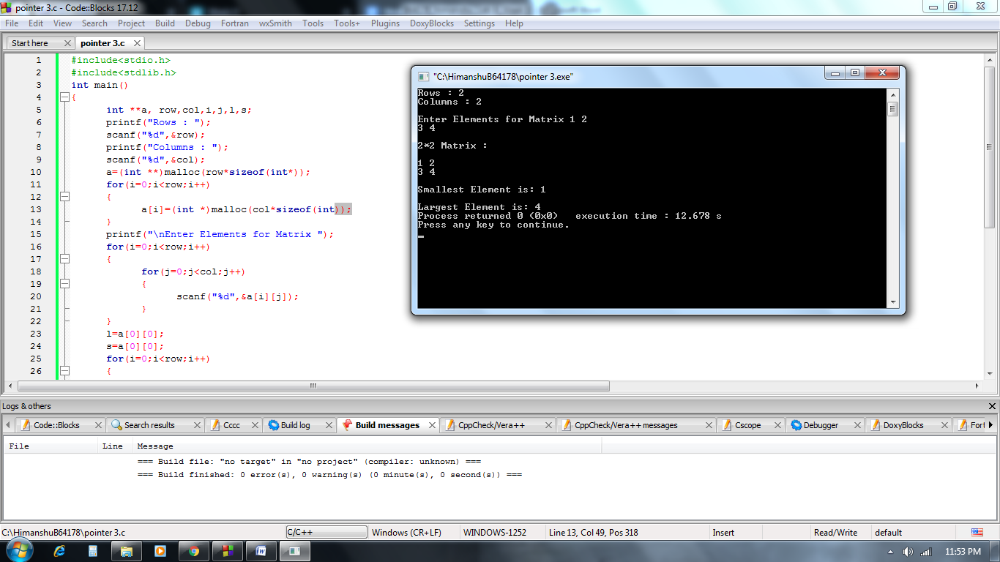 pointer 3.c - Code::Blocks 17.12
File Edit View Search Project Build Debug Fortran wxSmith Tools Tools+ Plugins DoxyBlocks Settings Help
Start here pointer 3.c
1 #include<stdio.h>
2 #include<stdlib.h>
3 int main()
4 {
5 int **a, row,col,i,j,l,s;
6 printf("Rows : ");
7 scanf("%d",&row);
8 printf("Columns : ");
9 scanf("%d",&col);
10 a=(int **)malloc(row*sizeof(int*));
11 for(i=0;i<row;i++)
12 {
13 a[i]=(int *)malloc(col*sizeof(int));
14 }
15 printf("\nEnter Elements for Matrix ");
16 for(i=0;i<row;i++)
17 {
18 for(j=0;j<col;j++)
19 {
20 scanf("%d",&a[i][j]);
21 }
22 }
23 l=a[0][0];
24 s=a[0][0];
25 for(i=0;i<row;i++)
26 {
"C:\HimanshuB64178\pointer 3.exe"
Rows : 2
Columns : 2
Enter Elements for Matrix 1 2
3 4
2*2 Matrix :
1 2
3 4
Smallest Element is: 1
Largest Element is: 4
Process returned 0 (0x0) execution time : 12.678 s
Press any key to continue.
Logs & others
Code::Blocks Search results Cccc Build log Build messages CppCheck/Vera++ CppCheck/Vera++ messages Cscope Debugger DoxyBlocks Fort
File Line Message
=== Build file: "no target" in "no project" (compiler: unknown) ===
=== Build finished: 0 error(s), 0 warning(s) (0 minute(s), 0 second(s)) ===
C:\HimanshuB64178\pointer 3.c C/C++ Windows (CR+LF) WINDOWS-1252 Line 13, Col 49, Pos 318 Insert Read/Write default
11:53 PM